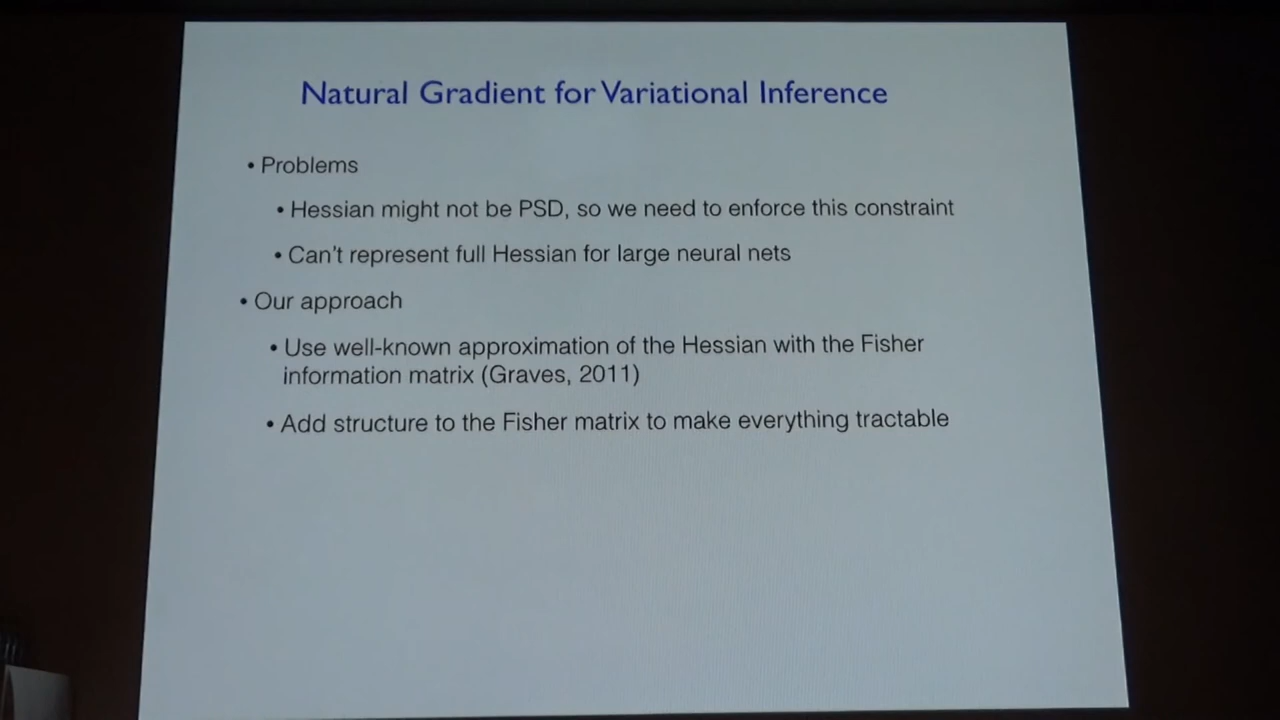 Natural Gradient for Variational Inference
• Problems
• Hessian might not be PSD, so we need to enforce this constraint
• Can't represent full Hessian for large neural nets
• Our approach
• Use well-known approximation of the Hessian with the Fisher
information matrix (Graves, 2011)
• Add structure to the Fisher matrix to make everything tractable